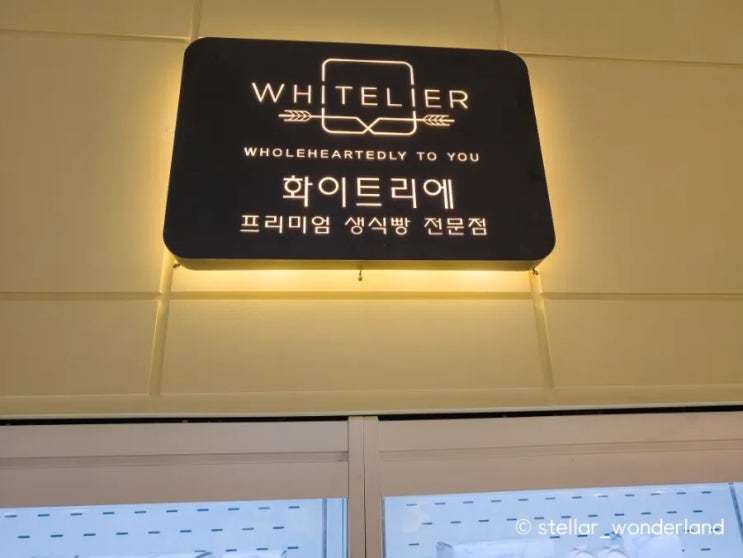 WHITELIER
WHOLEHEARTEDLY TO YOU
화이트리에
프리미엄 생식빵 전문점
© stellar_wonderland